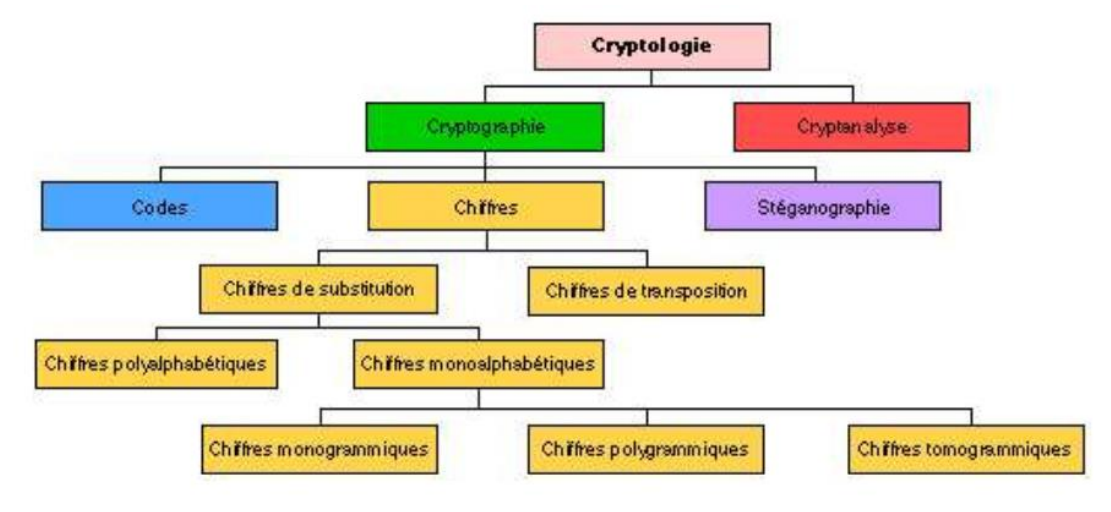 Cryptologie
Cryptographie
Cryptanalyse
Codes
Chiffres
Stéganographie
Chiffres de substitution
Chiffres de transposition
Chiffres polyalphabétiques
Chiffres monoalphabétiques
Chiffres monogrammiques
Chiffres polygrammiques
Chiffres tomogrammiques